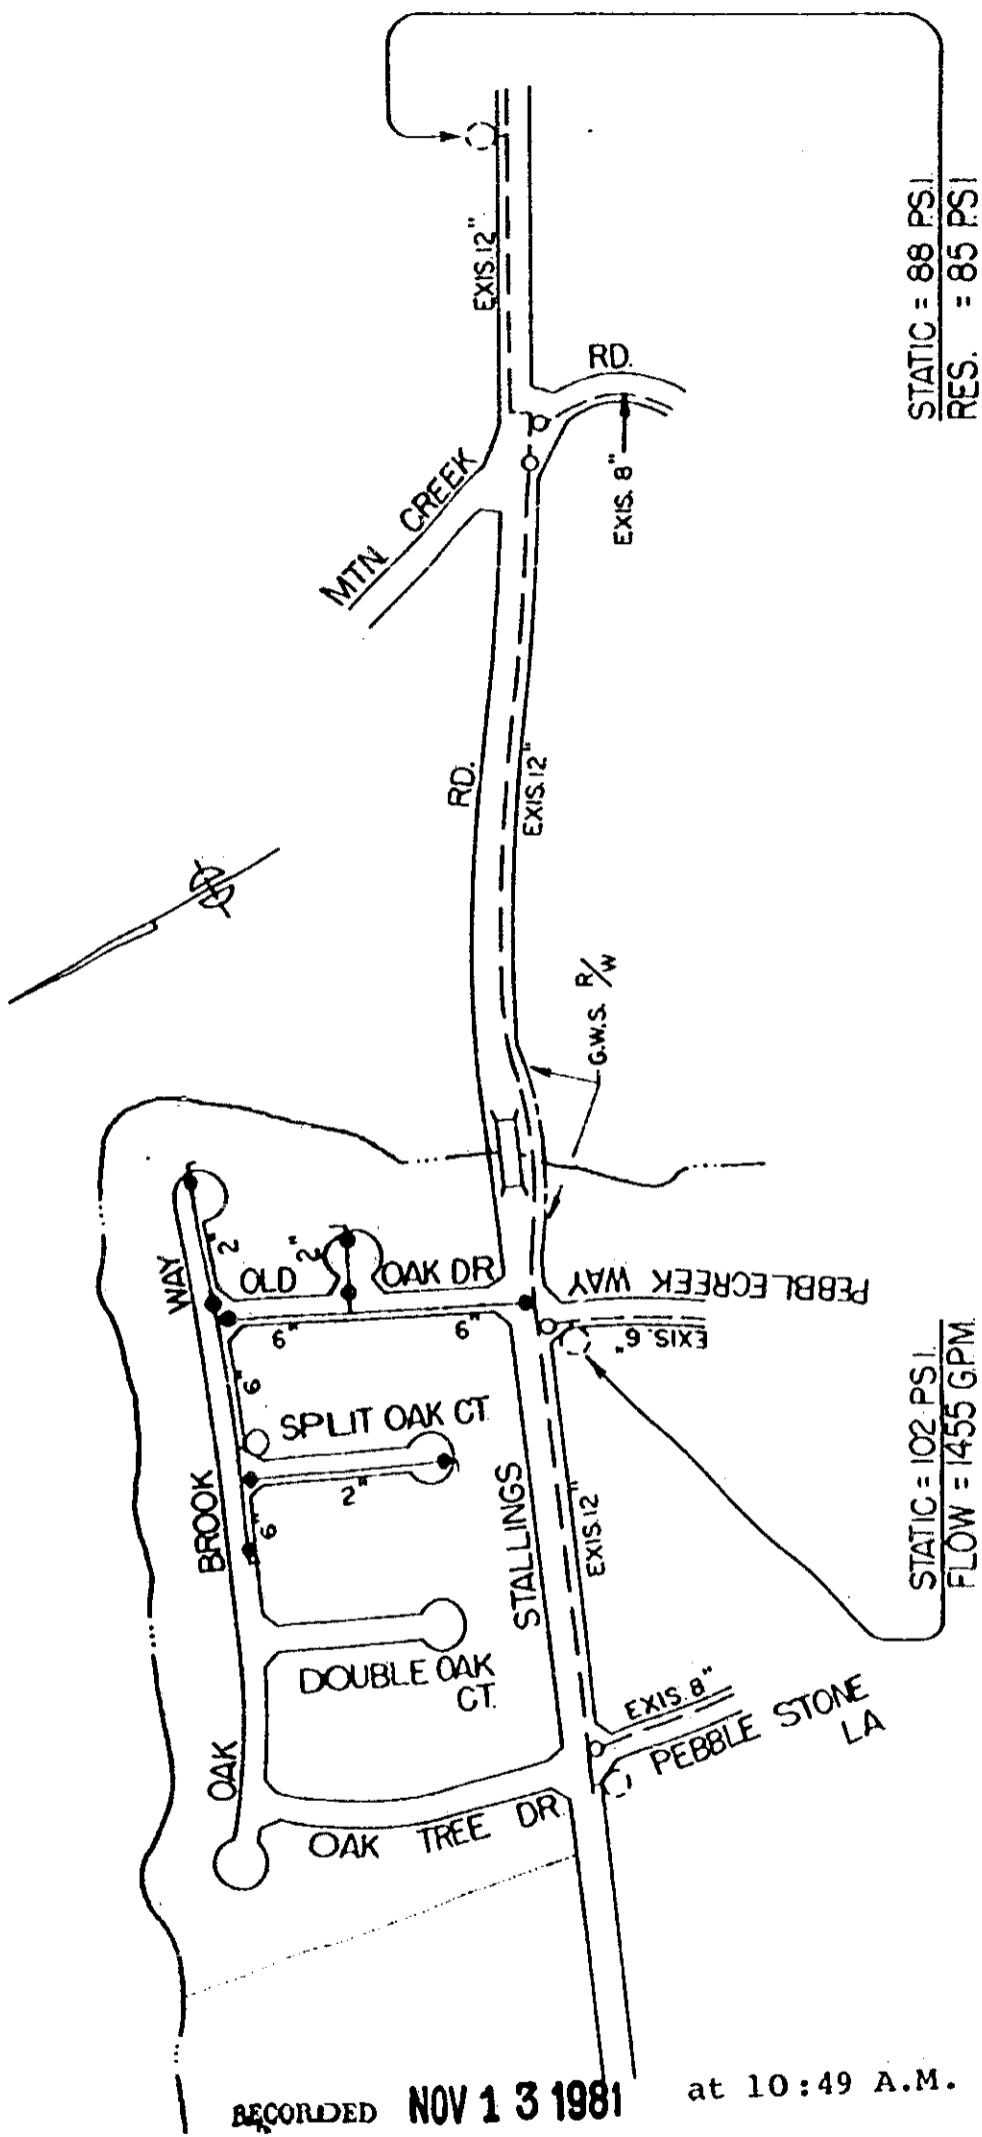 EXIS. 12"
STATIC = 88 P.S.I.
RES. = 85 PSI
RD.
MTN. CREEK
EXIS. 8"
RD.
EXIS. 12"
G.W.S. R/W
WAY
2"
OLD
2"
OAK DR.
PEBBLECREEK WAY
6"
6"
EXIS. 6"
6"
SPLIT OAK CT.
2"
BROOK
6"
STALLINGS
EXIS. 12"
STATIC = 102 P.S.I.
FLOW = 1455 G.P.M.
DOUBLE OAK
CT.
EXIS. 8"
PEBBLE STONE
LA
OAK
OAK TREE DR.
RECORDED NOV 13 1981 at 10:49 A.M.